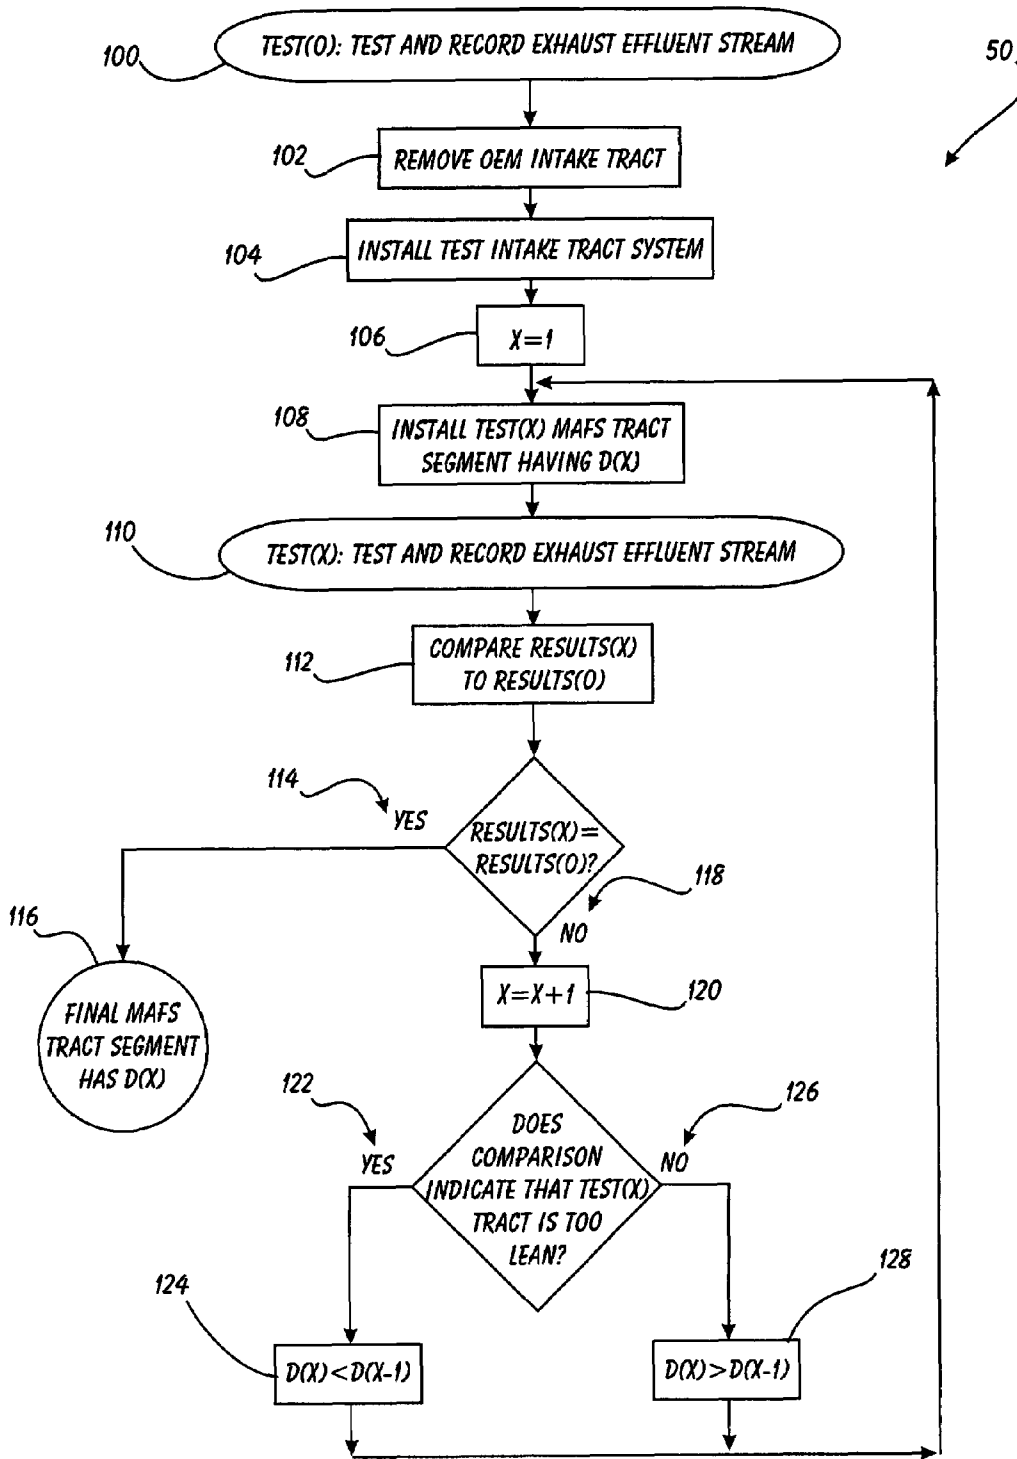 100
TEST(0): TEST AND RECORD EXHAUST EFFLUENT STREAM
50
102
REMOVE OEM INTAKE TRACT
104
INSTALL TEST INTAKE TRACT SYSTEM
106
X=1
108
INSTALL TEST(X) MAFS TRACT
SEGMENT HAVING D(X)
110
TEST(X): TEST AND RECORD EXHAUST EFFLUENT STREAM
112
COMPARE RESULTS(X)
TO RESULTS(0)
114
YES
RESULTS(X)=
RESULTS(0)?
118
NO
116
FINAL MAFS
TRACT SEGMENT
HAS D(X)
X=X+1
120
122
YES
DOES
COMPARISON
INDICATE THAT TEST(X)
TRACT IS TOO
LEAN?
126
NO
124
D(X)<D(X-1)
128
D(X)>D(X-1)